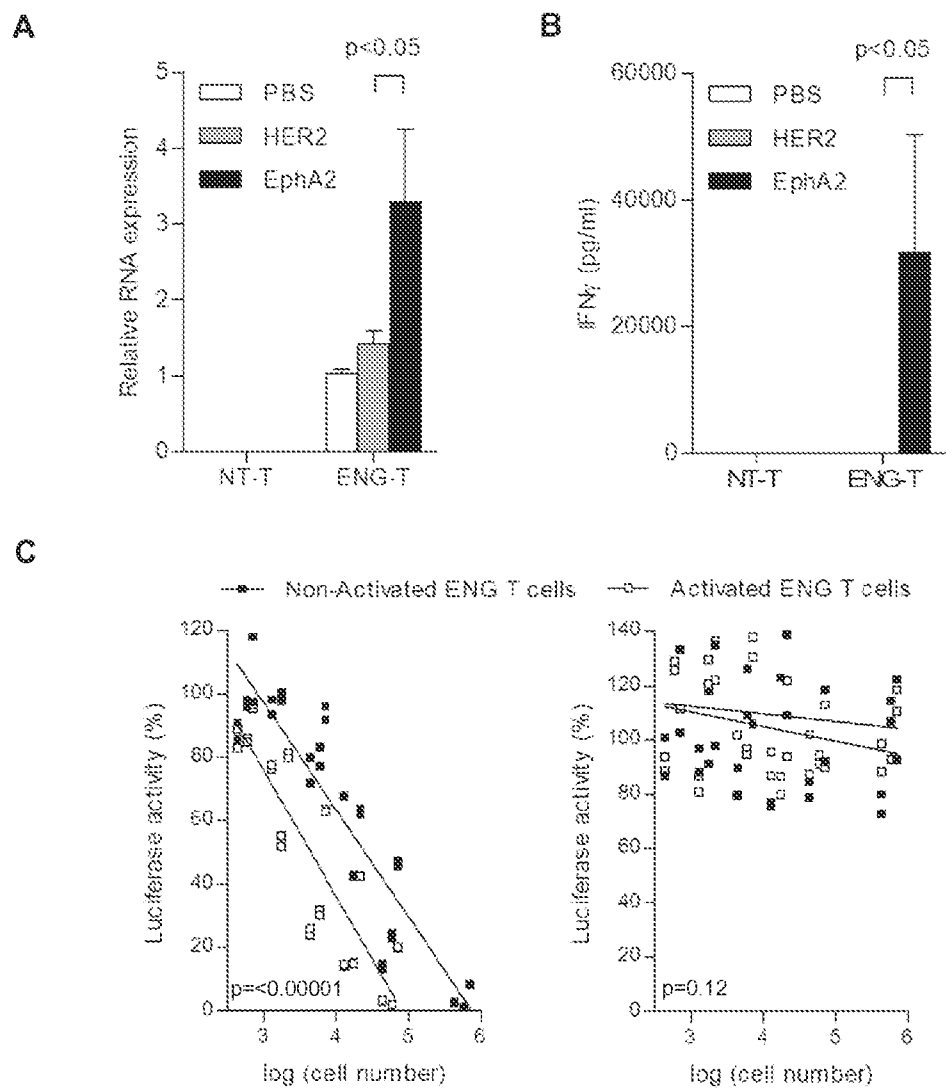 A
p<0.05
5
4
3
2
1
0
PBS
HER2
EphA2
Relative RNA expression
NT-T
ENG-T
B
p<0.05
60000
40000
20000
0
PBS
HER2
EphA2
IFNγ (pg/ml)
NT-T
ENG-T
C
Non-Activated ENG T cells
Activated ENG T cells
120
100
80
60
40
20
0
Luciferase activity (%)
p=<0.00001
3
4
5
6
log (cell number)
140
120
100
80
60
40
20
0
Luciferase activity (%)
p=0.12
3
4
5
6
log (cell number)